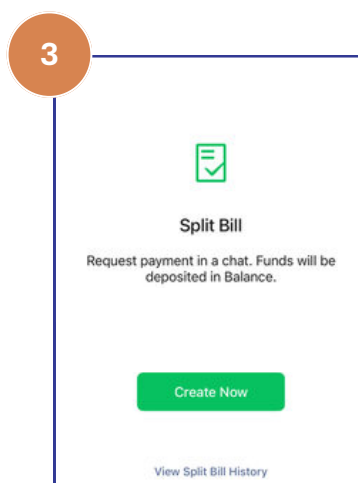 3
Split Bill
Request payment in a chat. Funds will be
deposited in Balance.
Create Now
View Split Bill History